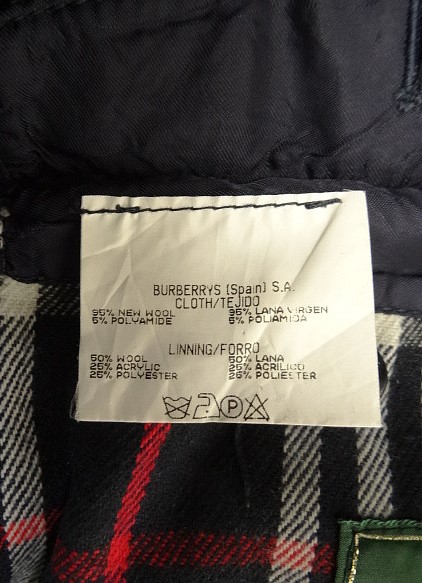 BURBERRYS (Spain) S.A.
CLOTH/TEJIDO
95% NEW WOOL 95% LANA VIRGEN
5% POLYAMIDE 5% POLIAMIDA
LINNING/FORRO
50% WOOL 50% LANA
25% ACRYLIC 25% ACRILICO
25% POLYESTER 25% POLIESTER
P